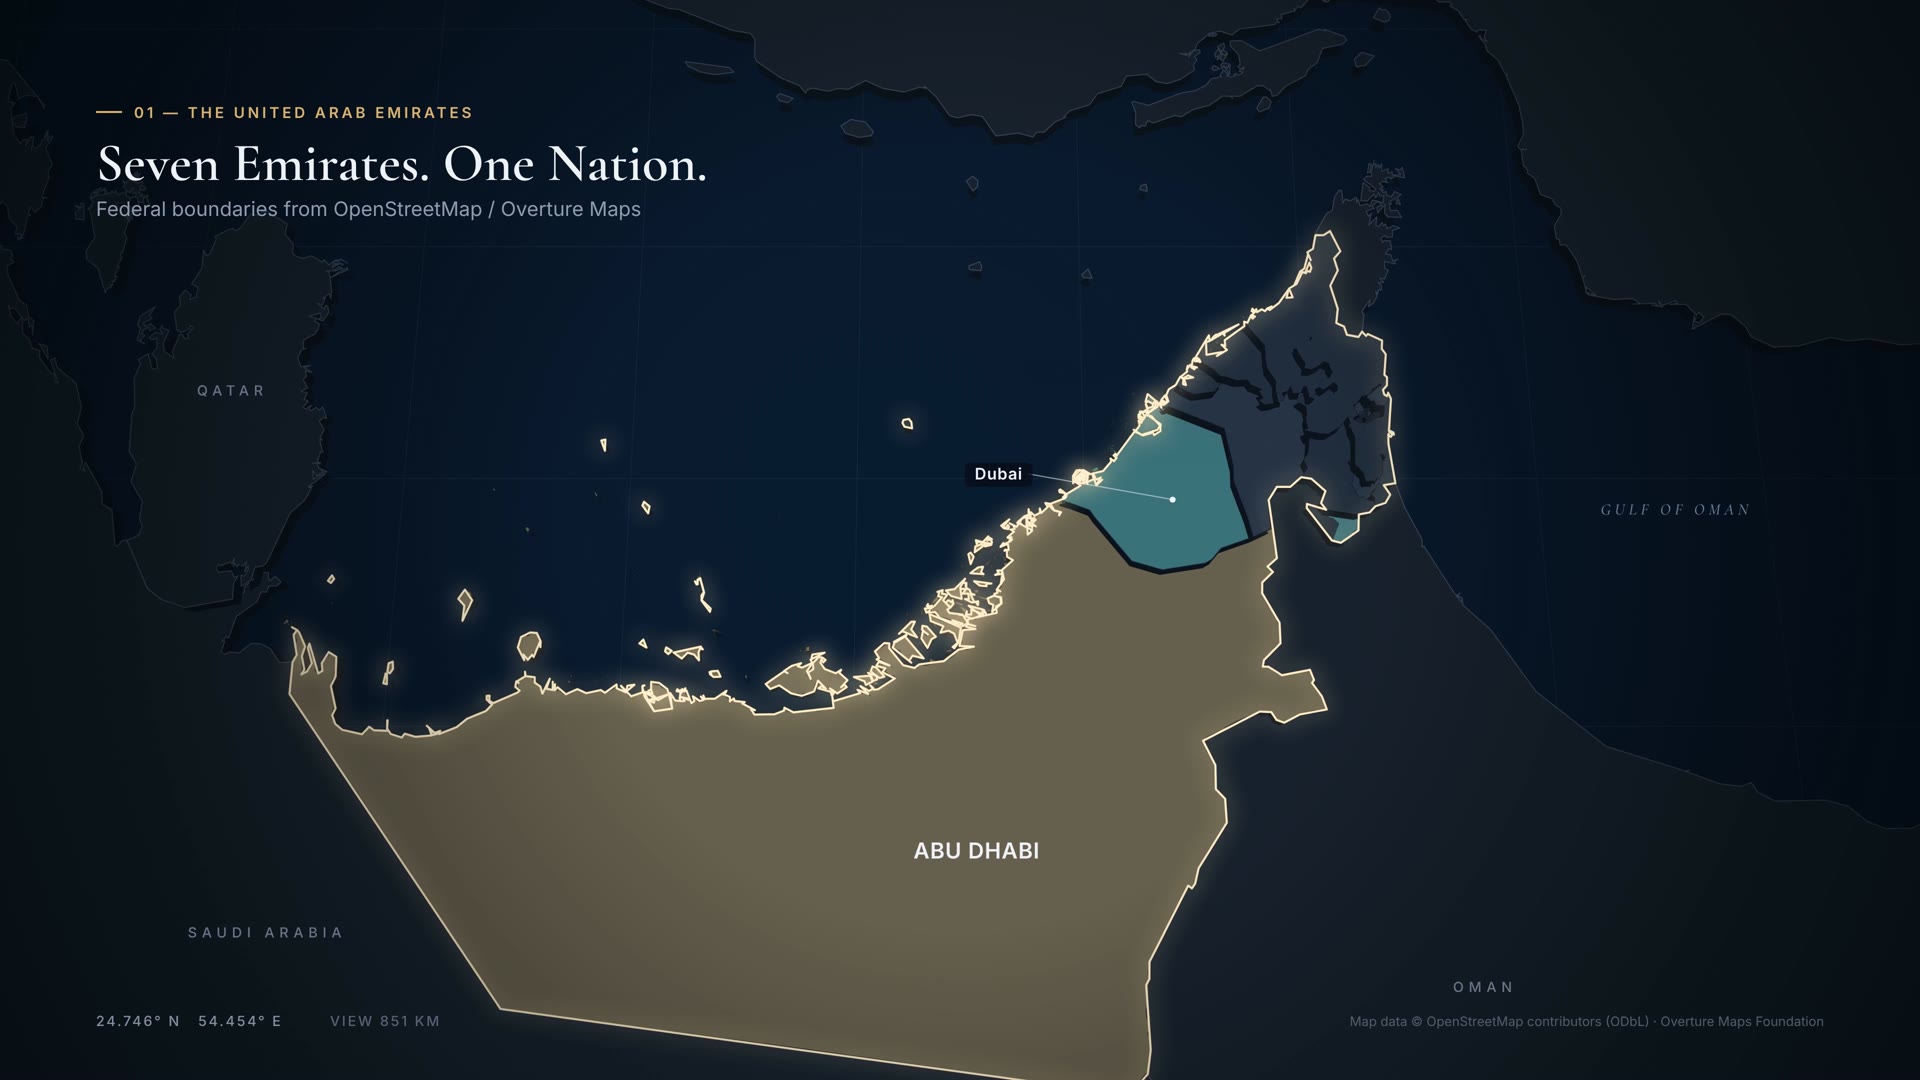 01 — THE UNITED ARAB EMIRATES
Seven Emirates. One Nation.
Federal boundaries from OpenStreetMap / Overture Maps
QATAR
Dubai
GULF OF OMAN
ABU DHABI
SAUDI ARABIA
OMAN
24.746° N 54.454° E VIEW 851 KM
Map data © OpenStreetMap contributors (ODbL) · Overture Maps Foundation